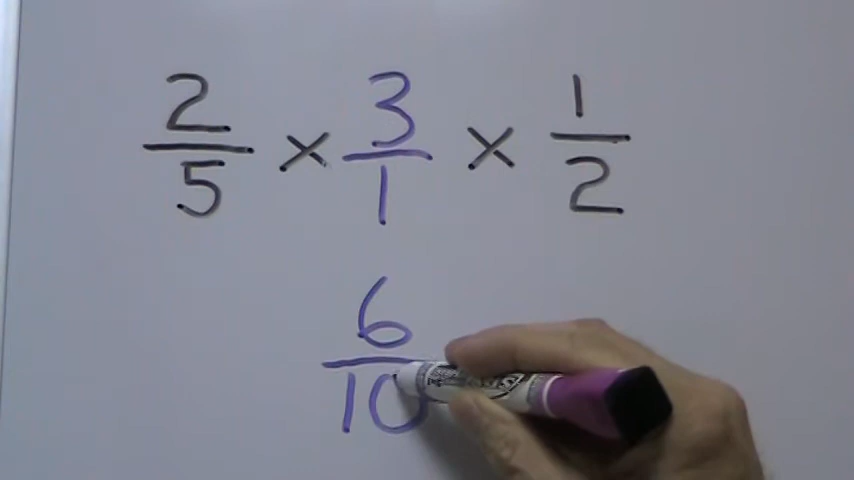 2/5 × 3/1 × 1/2
6/10